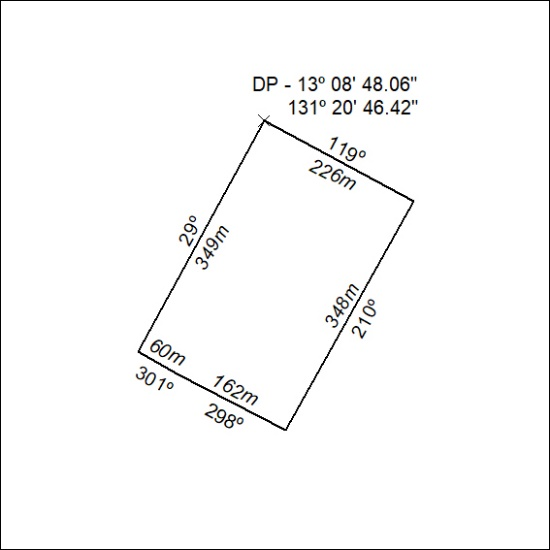 DP - 13º 08' 48.06"
131º 20' 46.42"
119º
226m
29º
349m
348m
210º
60m
301º
162m
298º